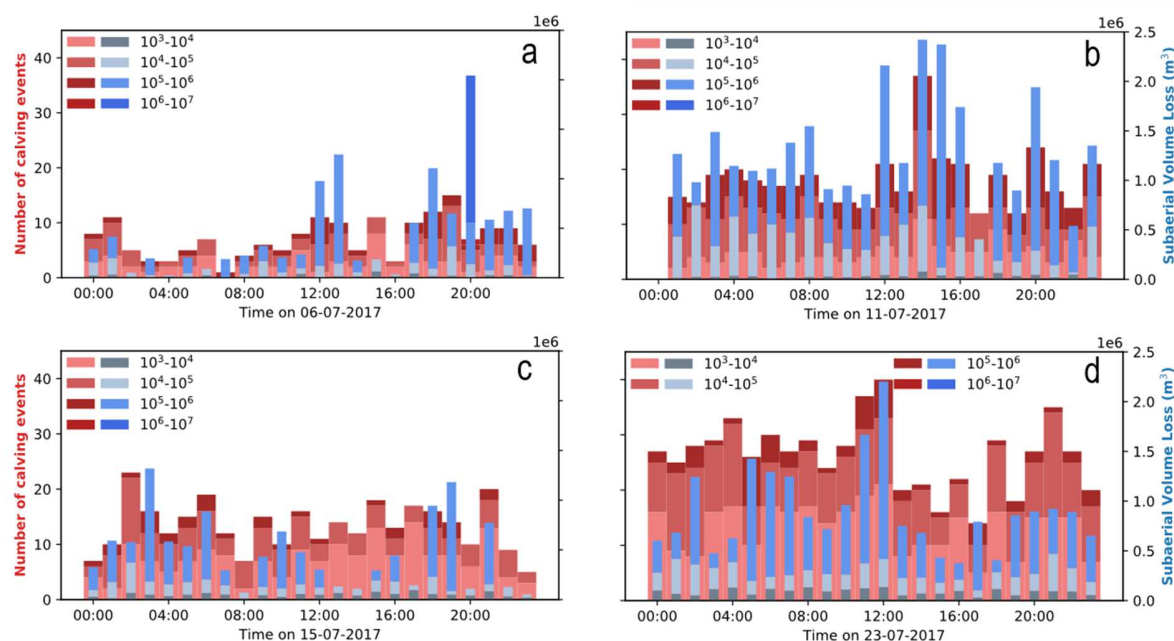 1e6
40
30
20
10
0
Number of calving events
10³-10⁴
10⁴-10⁵
10⁵-10⁶
10⁶-10⁷
a
00:00 04:00 08:00 12:00 16:00 20:00
Time on 06-07-2017
1e6
10³-10⁴
10⁴-10⁵
10⁵-10⁶
10⁶-10⁷
b
2.5
2.0
1.5
1.0
0.5
0.0
Subaerial Volume Loss (m³)
00:00 04:00 08:00 12:00 16:00 20:00
Time on 11-07-2017
1e6
40
30
20
10
0
Number of calving events
10³-10⁴
10⁴-10⁵
10⁵-10⁶
10⁶-10⁷
c
00:00 04:00 08:00 12:00 16:00 20:00
Time on 15-07-2017
1e6
10³-10⁴ 10⁵-10⁶
10⁴-10⁵ 10⁶-10⁷
d
2.5
2.0
1.5
1.0
0.5
0.0
Subaerial Volume Loss (m³)
00:00 04:00 08:00 12:00 16:00 20:00
Time on 23-07-2017